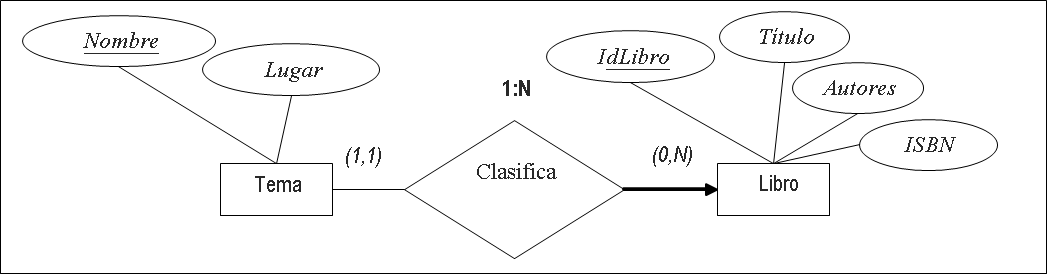 Nombre
Lugar
1:N
IdLibro
Título
Autores
ISBN
(1,1)
Clasifica
(0,N)
Tema
Libro